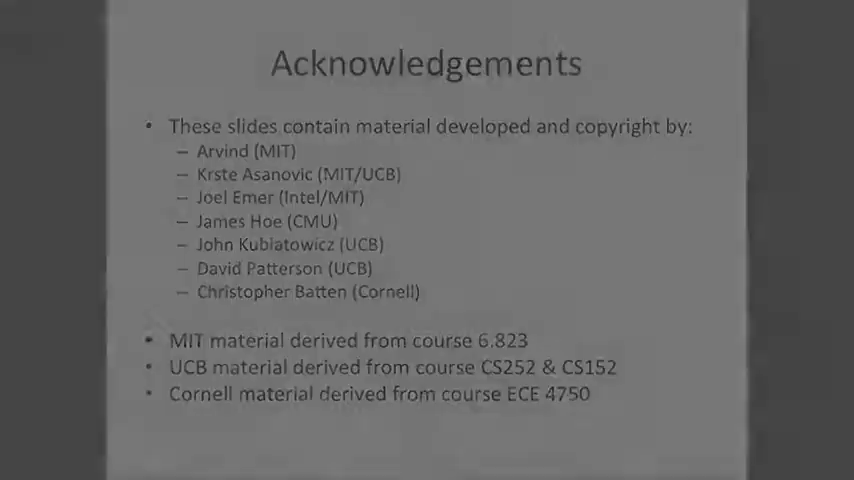 Acknowledgements
• These slides contain material developed and copyright by:
– Arvind (MIT)
– Krste Asanovic (MIT/UCB)
– Joel Emer (Intel/MIT)
– James Hoe (CMU)
– John Kubiatowicz (UCB)
– David Patterson (UCB)
– Christopher Batten (Cornell)
• MIT material derived from course 6.823
• UCB material derived from course CS252 & CS152
• Cornell material derived from course ECE 4750